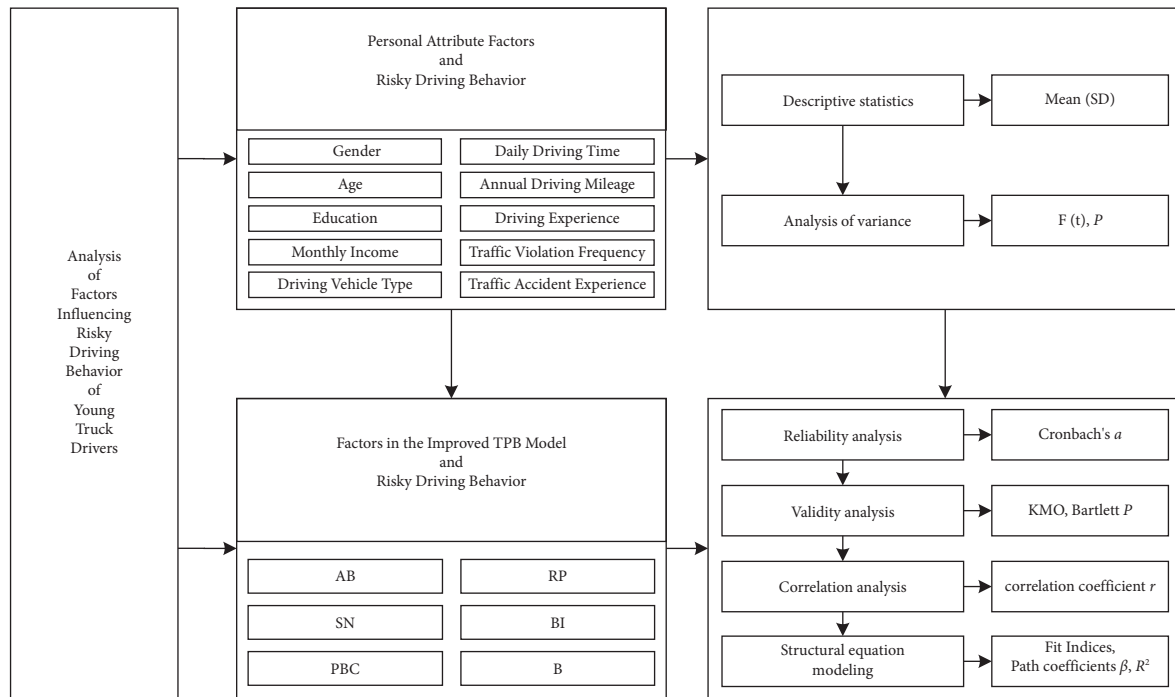 Analysis
of
Factors
Influencing
Risky
Driving
Behavior
of
Young
Truck
Drivers
Personal Attribute Factors
and
Risky Driving Behavior
Gender
Daily Driving Time
Age
Annual Driving Mileage
Education
Driving Experience
Monthly Income
Traffic Violation Frequency
Driving Vehicle Type
Traffic Accident Experience
Descriptive statistics
Mean (SD)
Analysis of variance
F (t), P
Factors in the Improved TPB Model
and
Risky Driving Behavior
AB
RP
SN
BI
PBC
B
Reliability analysis
Cronbach's a
Validity analysis
KMO, Bartlett P
Correlation analysis
correlation coefficient r
Structural equation
modeling
Fit Indices,
Path coefficients β, R²